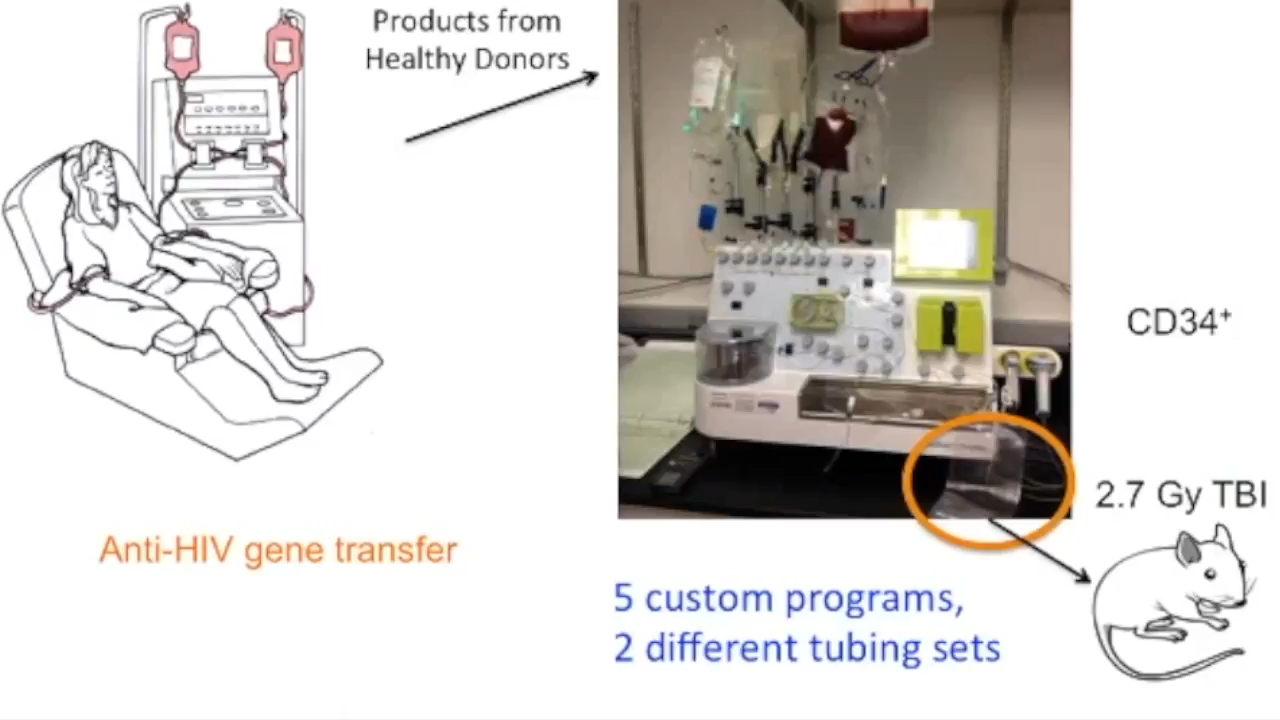 Products from
Healthy Donors
CD34⁺
2.7 Gy TBI
Anti-HIV gene transfer
5 custom programs,
2 different tubing sets